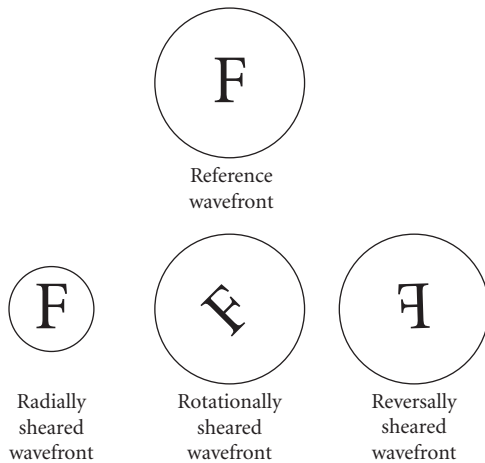 F
Reference
wavefront
F
F
F
Radially
sheared
wavefront
Rotationally
sheared
wavefront
Reversally
sheared
wavefront